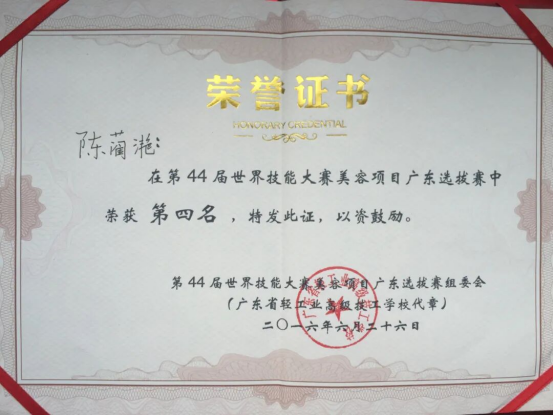 荣誉证书
HONORARY CREDENTIAL
陈蔺滟:
在第44届世界技能大赛美容项目广东选拔赛中
荣获 第四名 ，特发此证，以资鼓励。
第44届世界技能大赛美容项目广东选拔赛组委会
（广东省轻工业高级技工学校代章）
二〇一六年六月二十六日